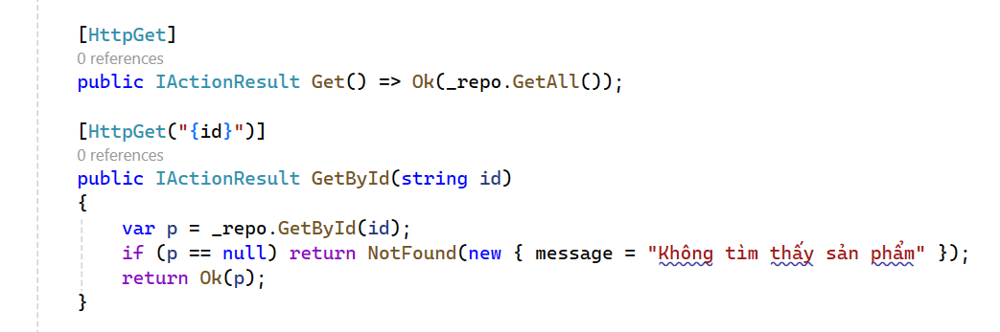 [HttpGet]
0 references
public IActionResult Get() => Ok(_repo.GetAll());
[HttpGet("{id}")]
0 references
public IActionResult GetById(string id)
{
var p = _repo.GetById(id);
if (p == null) return NotFound(new { message = "Không tìm thấy sản phẩm" });
return Ok(p);
}